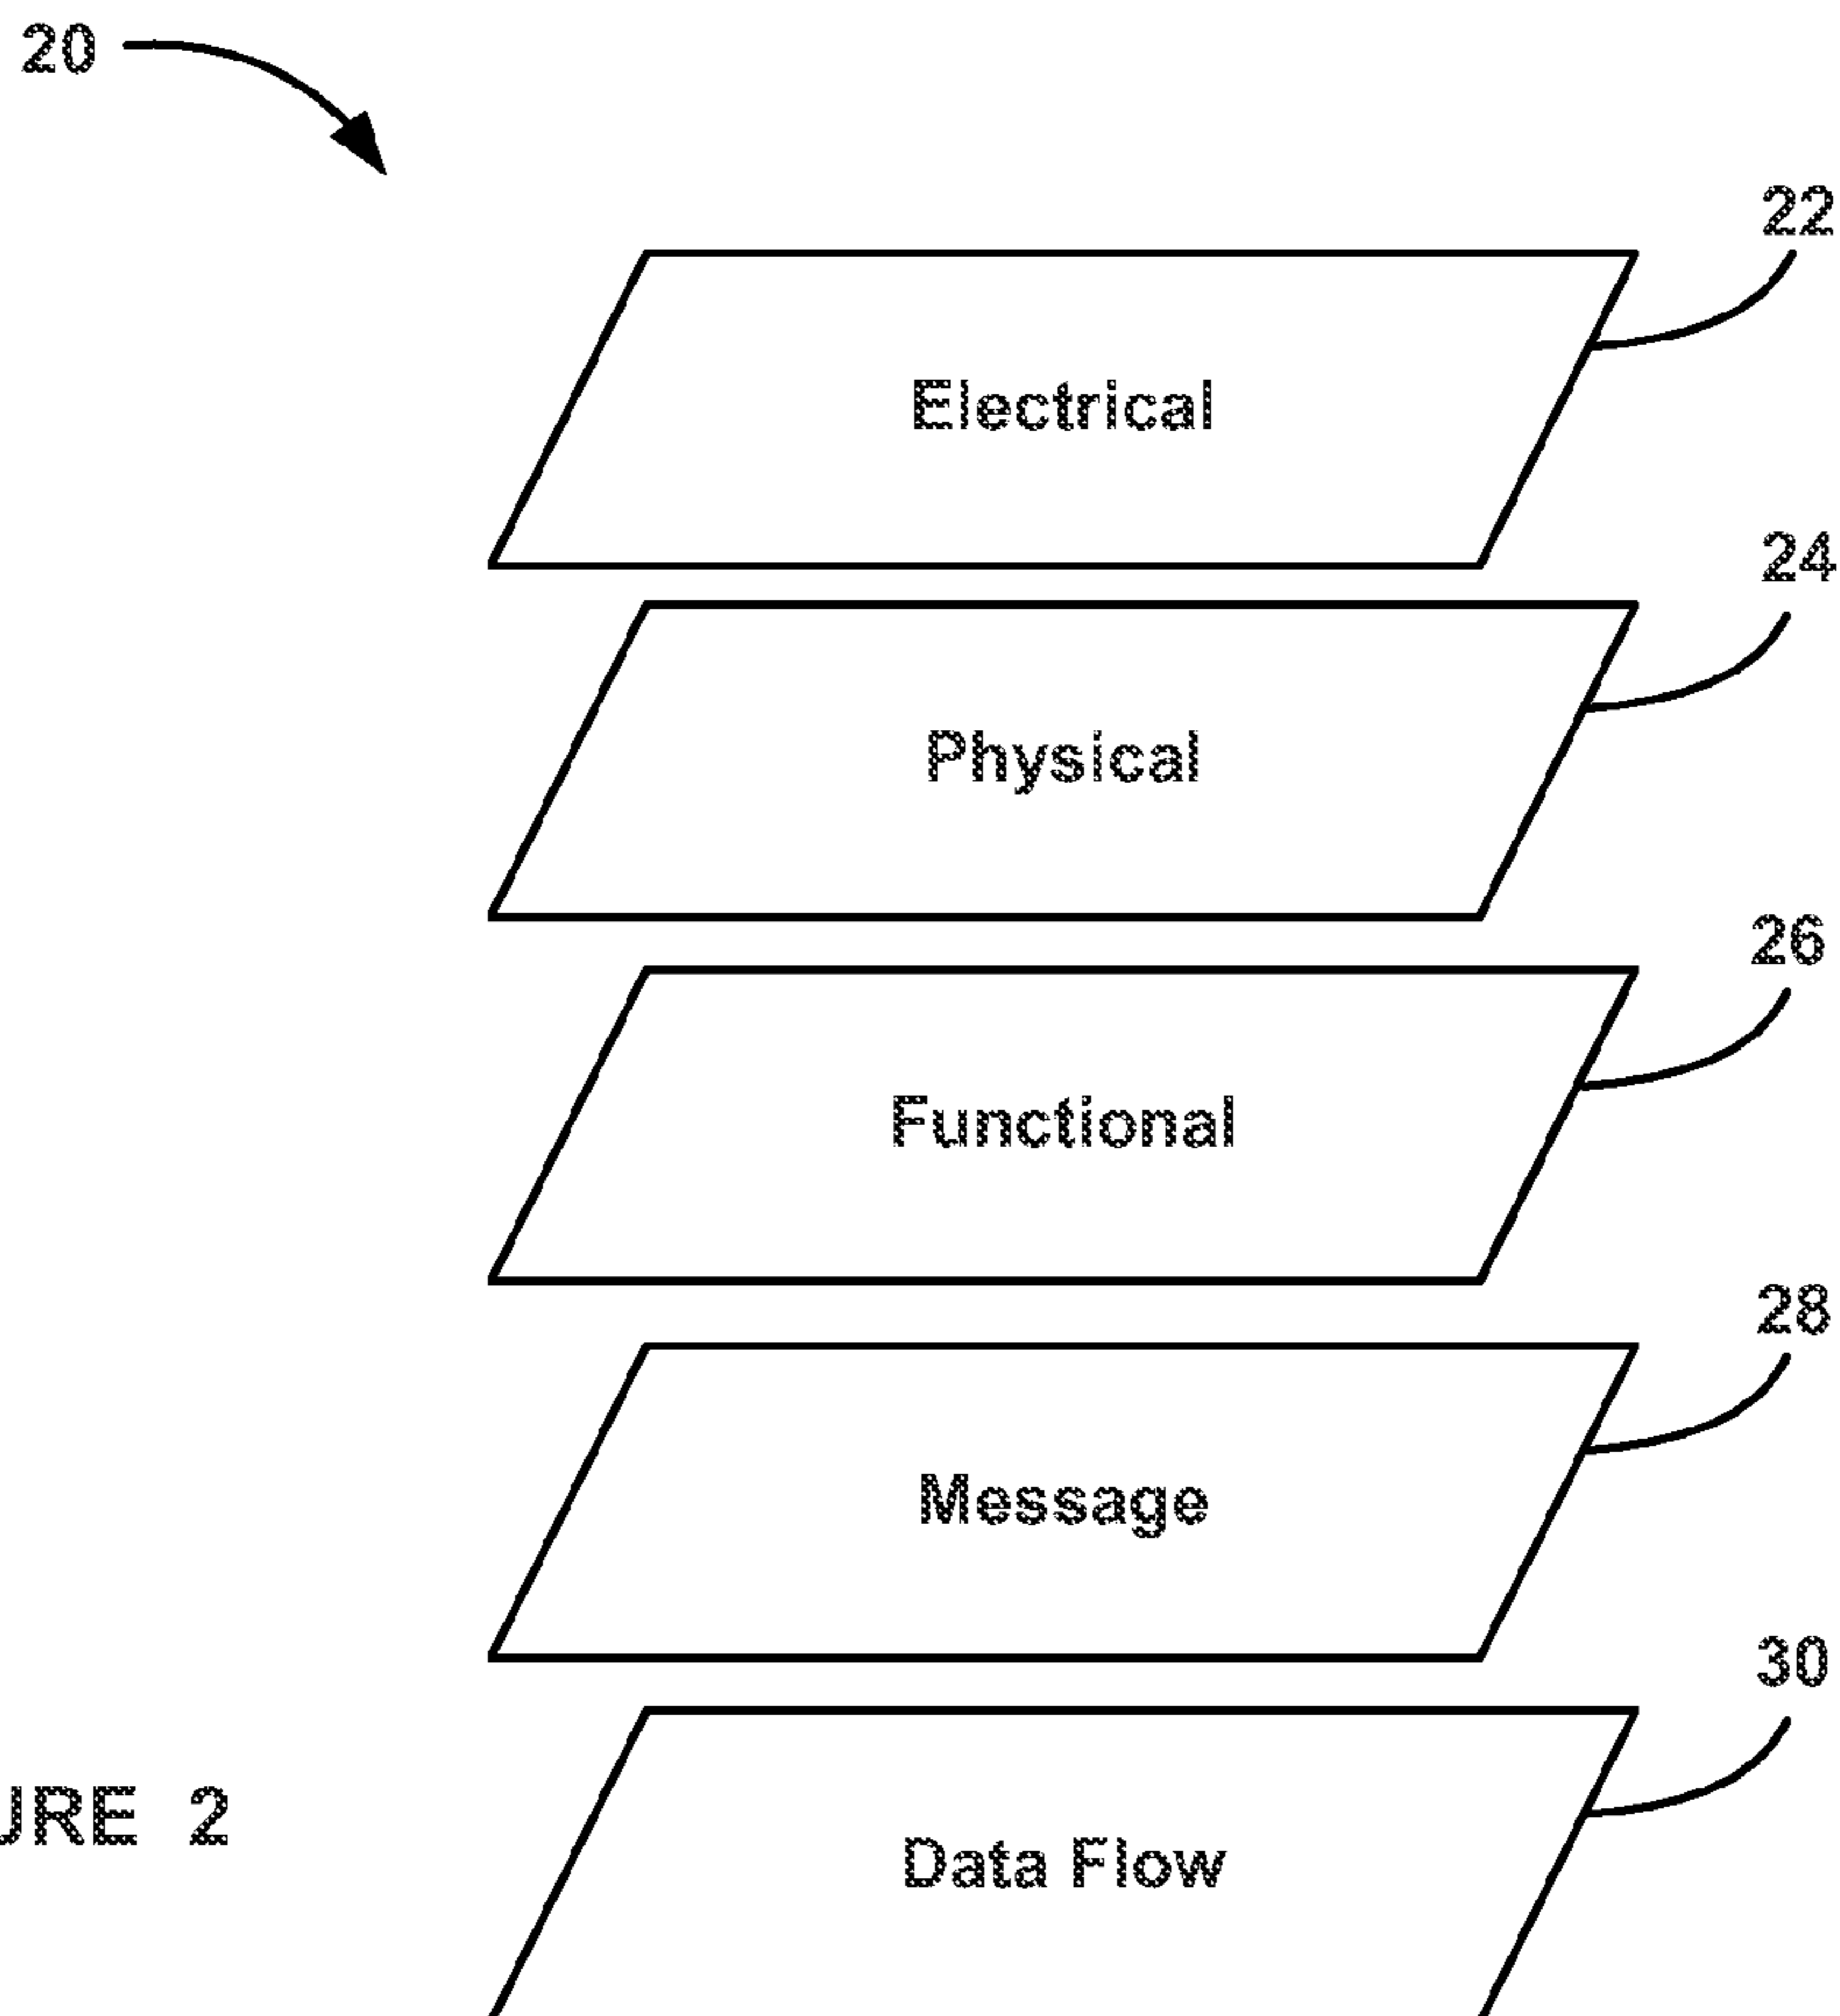 20
22
Electrical
24
Physical
26
Functional
28
Message
30
URE 2
Data Flow